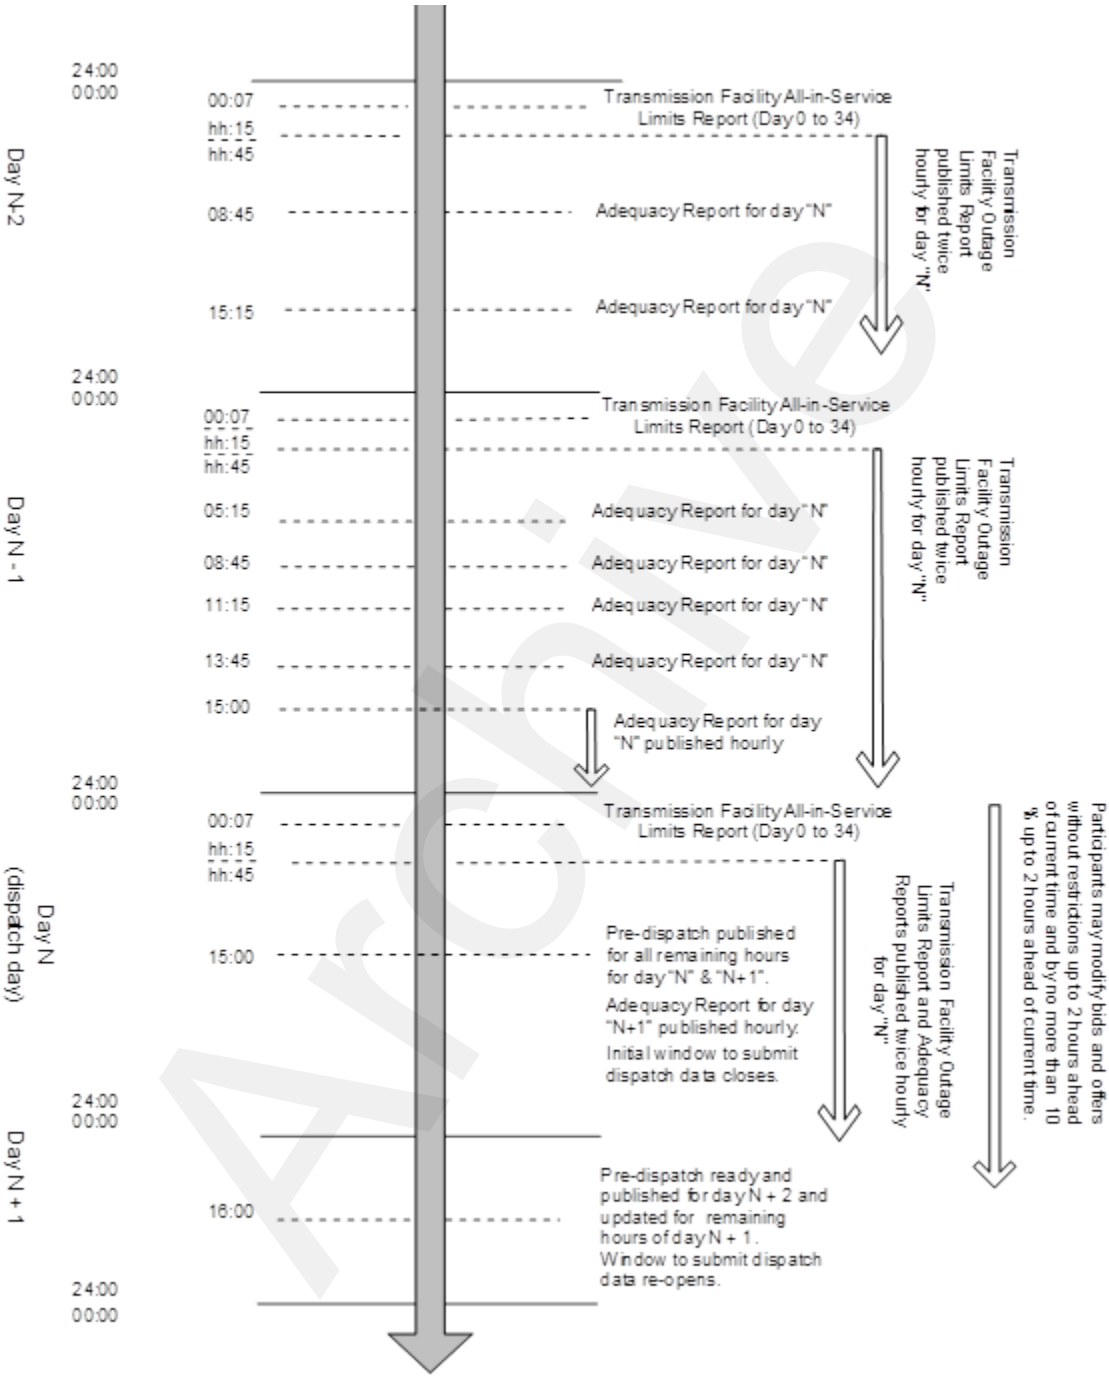 24:00
00:00
00:07
Transmission Facility All-in-Service
Limits Report (Day 0 to 34)
hh:15
hh:45
Transmission
Facility Outage
Limits Report
published twice
hourly for day "N"
Day N-2
08:45
Adequacy Report for day "N"
15:15
Adequacy Report for day "N"
24:00
00:00
00:07
Transmission Facility All-in-Service
Limits Report (Day 0 to 34)
hh:15
hh:45
Transmission
Facility Outage
Limits Report
published twice
hourly for day "N"
Day N - 1
05:15
Adequacy Report for day "N"
08:45
Adequacy Report for day "N"
11:15
Adequacy Report for day "N"
13:45
Adequacy Report for day "N"
15:00
Adequacy Report for day
"N" published hourly
24:00
00:00
00:07
Transmission Facility All-in-Service
Limits Report (Day 0 to 34)
hh:15
hh:45
Participants may modify bids and offers
without restrictions up to 2 hours ahead
of current time and by no more than 10
% up to 2 hours ahead of current time.
Transmission Facility Outage
Limits Report and Adequacy
Reports published twice hourly
for day "N"
Day N
(dispatch day)
15:00
Pre-dispatch published
for all remaining hours
for day "N" & "N+1".
Adequacy Report for day
"N+1" published hourly.
Initial window to submit
dispatch data closes.
24:00
00:00
Day N + 1
16:00
Pre-dispatch ready and
published for day N + 2 and
updated for remaining
hours of day N + 1.
Window to submit dispatch
data re-opens.
24:00
00:00
Archive